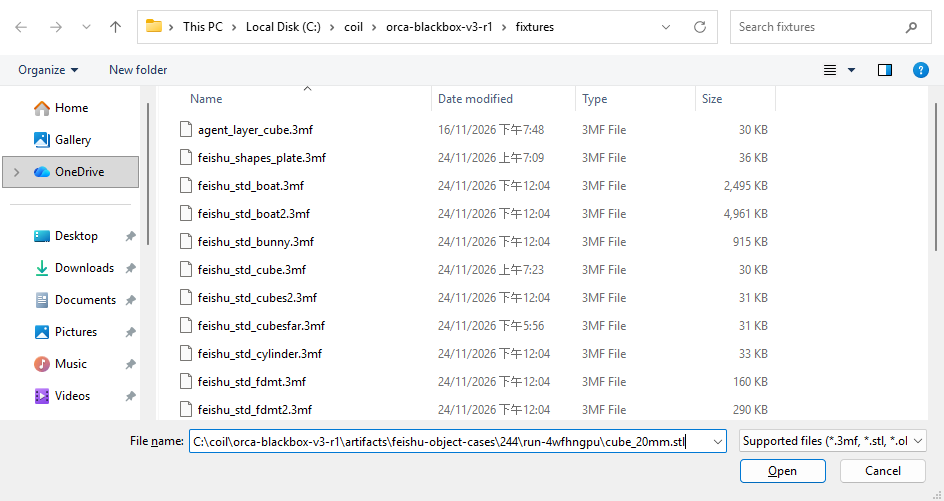 This PC > Local Disk (C:) > coil > orca-blackbox-v3-r1 > fixtures
Search fixtures
Organize
New folder
?
Home
Gallery
OneDrive
Desktop
Downloads
Documents
Pictures
Music
Videos
Name Date modified Type Size
agent_layer_cube.3mf 16/11/2026 下午7:48 3MF File 30 KB
feishu_shapes_plate.3mf 24/11/2026 上午7:09 3MF File 36 KB
feishu_std_boat.3mf 24/11/2026 下午12:04 3MF File 2,495 KB
feishu_std_boat2.3mf 24/11/2026 下午12:04 3MF File 4,961 KB
feishu_std_bunny.3mf 24/11/2026 下午12:04 3MF File 915 KB
feishu_std_cube.3mf 24/11/2026 上午7:23 3MF File 30 KB
feishu_std_cubes2.3mf 24/11/2026 下午12:04 3MF File 31 KB
feishu_std_cubesfar.3mf 24/11/2026 下午5:56 3MF File 31 KB
feishu_std_cylinder.3mf 24/11/2026 下午12:04 3MF File 33 KB
feishu_std_fdmt.3mf 24/11/2026 下午12:04 3MF File 160 KB
feishu_std_fdmt2.3mf 24/11/2026 下午12:04 3MF File 290 KB
File name: C:\coil\orca-blackbox-v3-r1\artifacts\feishu-object-cases\244\run-4wfhngpu\cube_20mm.stl
Supported files (*.3mf, *.stl, *.ol
Open
Cancel